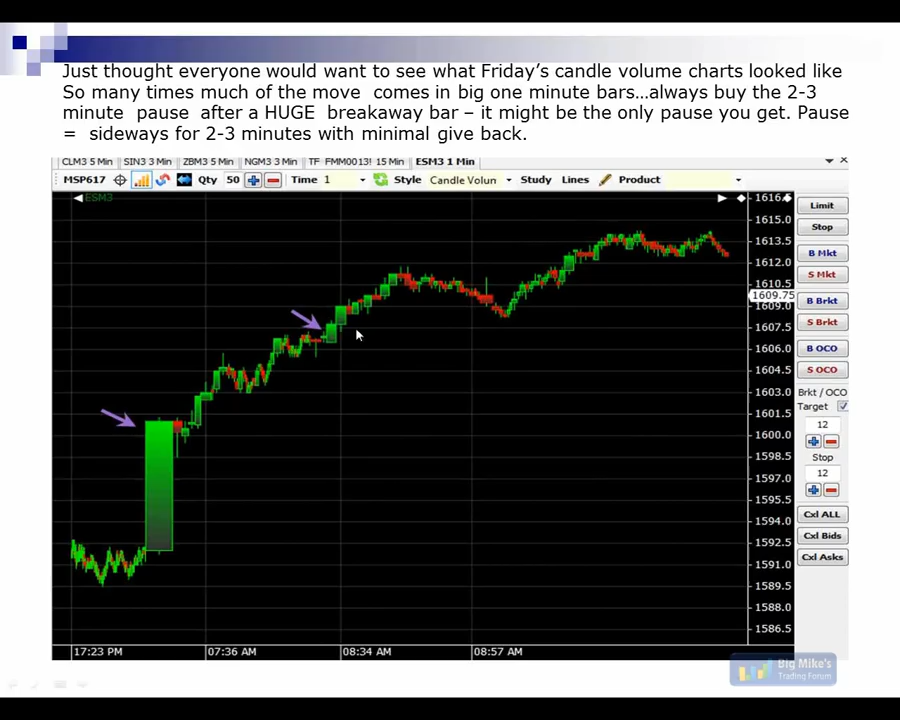 Just thought everyone would want to see what Friday's candle volume charts looked like
So many times much of the move comes in big one minute bars...always buy the 2-3
minute pause after a HUGE breakaway bar – it might be the only pause you get. Pause
= sideways for 2-3 minutes with minimal give back.
CLM3 5 Min SIN3 3 Min ZBM3 5 Min NGM3 3 Min TF FMM0013! 15 Min ESM3 1 Min
MSP617 Qty 50 Time 1 Style Candle Volun Study Lines Product
ESM3
1616.5
1615.0
1613.5
1612.0
1610.5
1609.75
1609.0
1607.5
1606.0
1604.5
1603.0
1601.5
1600.0
1598.5
1597.0
1595.5
1594.0
1592.5
1591.0
1589.5
1588.0
1586.5
17:23 PM 07:36 AM 08:34 AM 08:57 AM
Limit
Stop
B Mkt
S Mkt
B Brkt
S Brkt
B OCO
S OCO
Brkt / OCO
Target
12
Stop
12
Cxl ALL
Cxl Bids
Cxl Asks
Big Mike's
Trading Forum